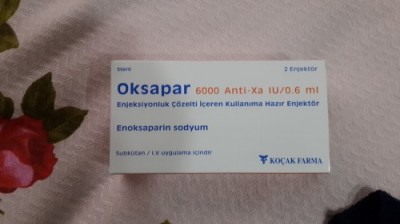 Steril
2 Enjektör
Oksapar 6000 Anti-Xa IU/0.6 ml
Enjeksiyonluk Çözelti İçeren Kullanıma Hazır Enjektör
Enoksaparin sodyum
Subkütan / I.V uygulama içindir
KOÇAK FARMA